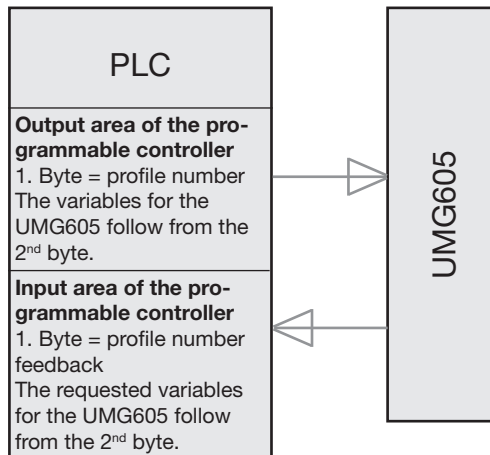 PLC
Output area of the pro-
grammable controller
1. Byte = profile number
The variables for the
UMG605 follow from the
2nd byte.
Input area of the pro-
grammable controller
1. Byte = profile number
feedback
The requested variables
for the UMG605 follow
from the 2nd byte.
UMG605